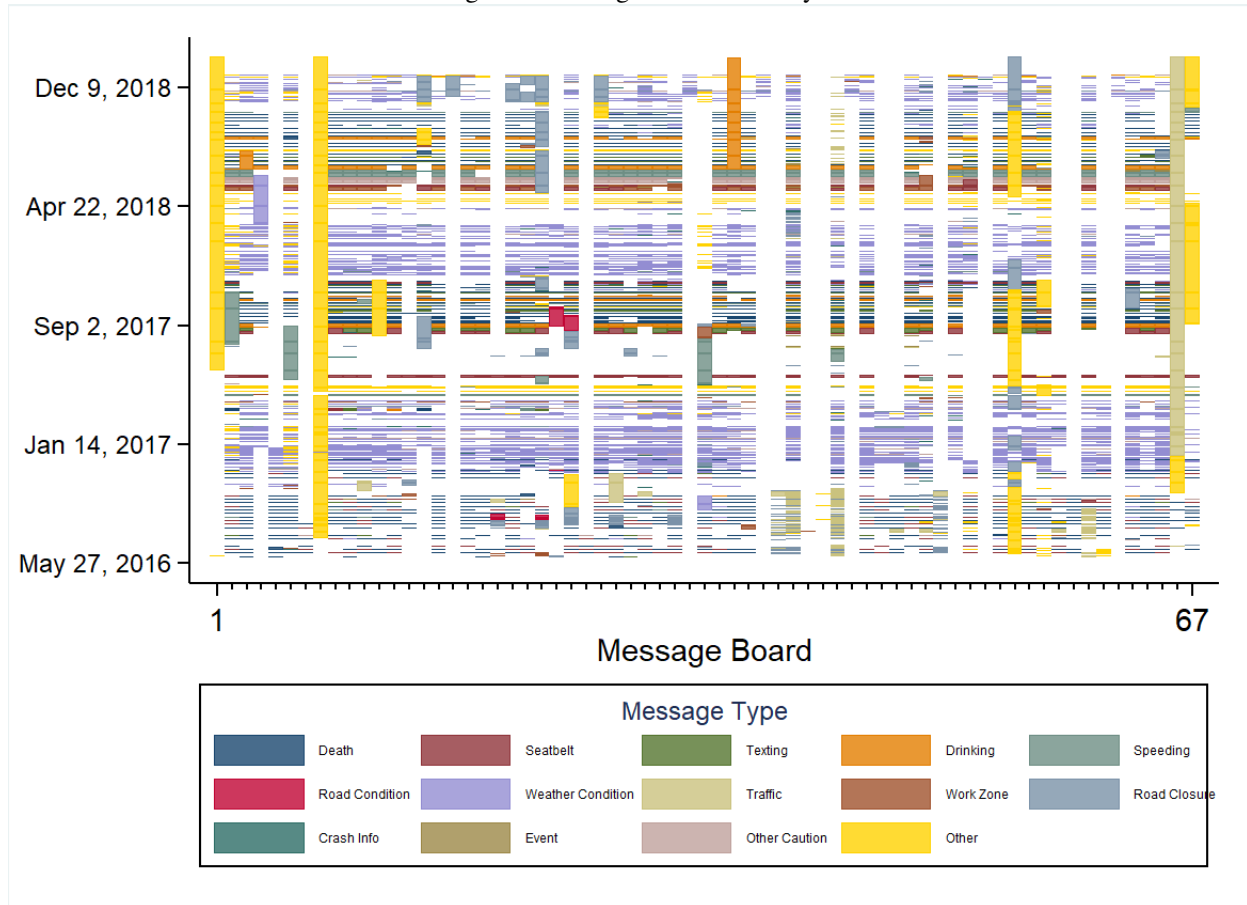 Dec 9, 2018
Apr 22, 2018
Sep 2, 2017
Jan 14, 2017
May 27, 2016
1 67
Message Board
Message Type
Death Seatbelt Texting Drinking Speeding
Road Condition Weather Condition Traffic Work Zone Road Closure
Crash Info Event Other Caution Other